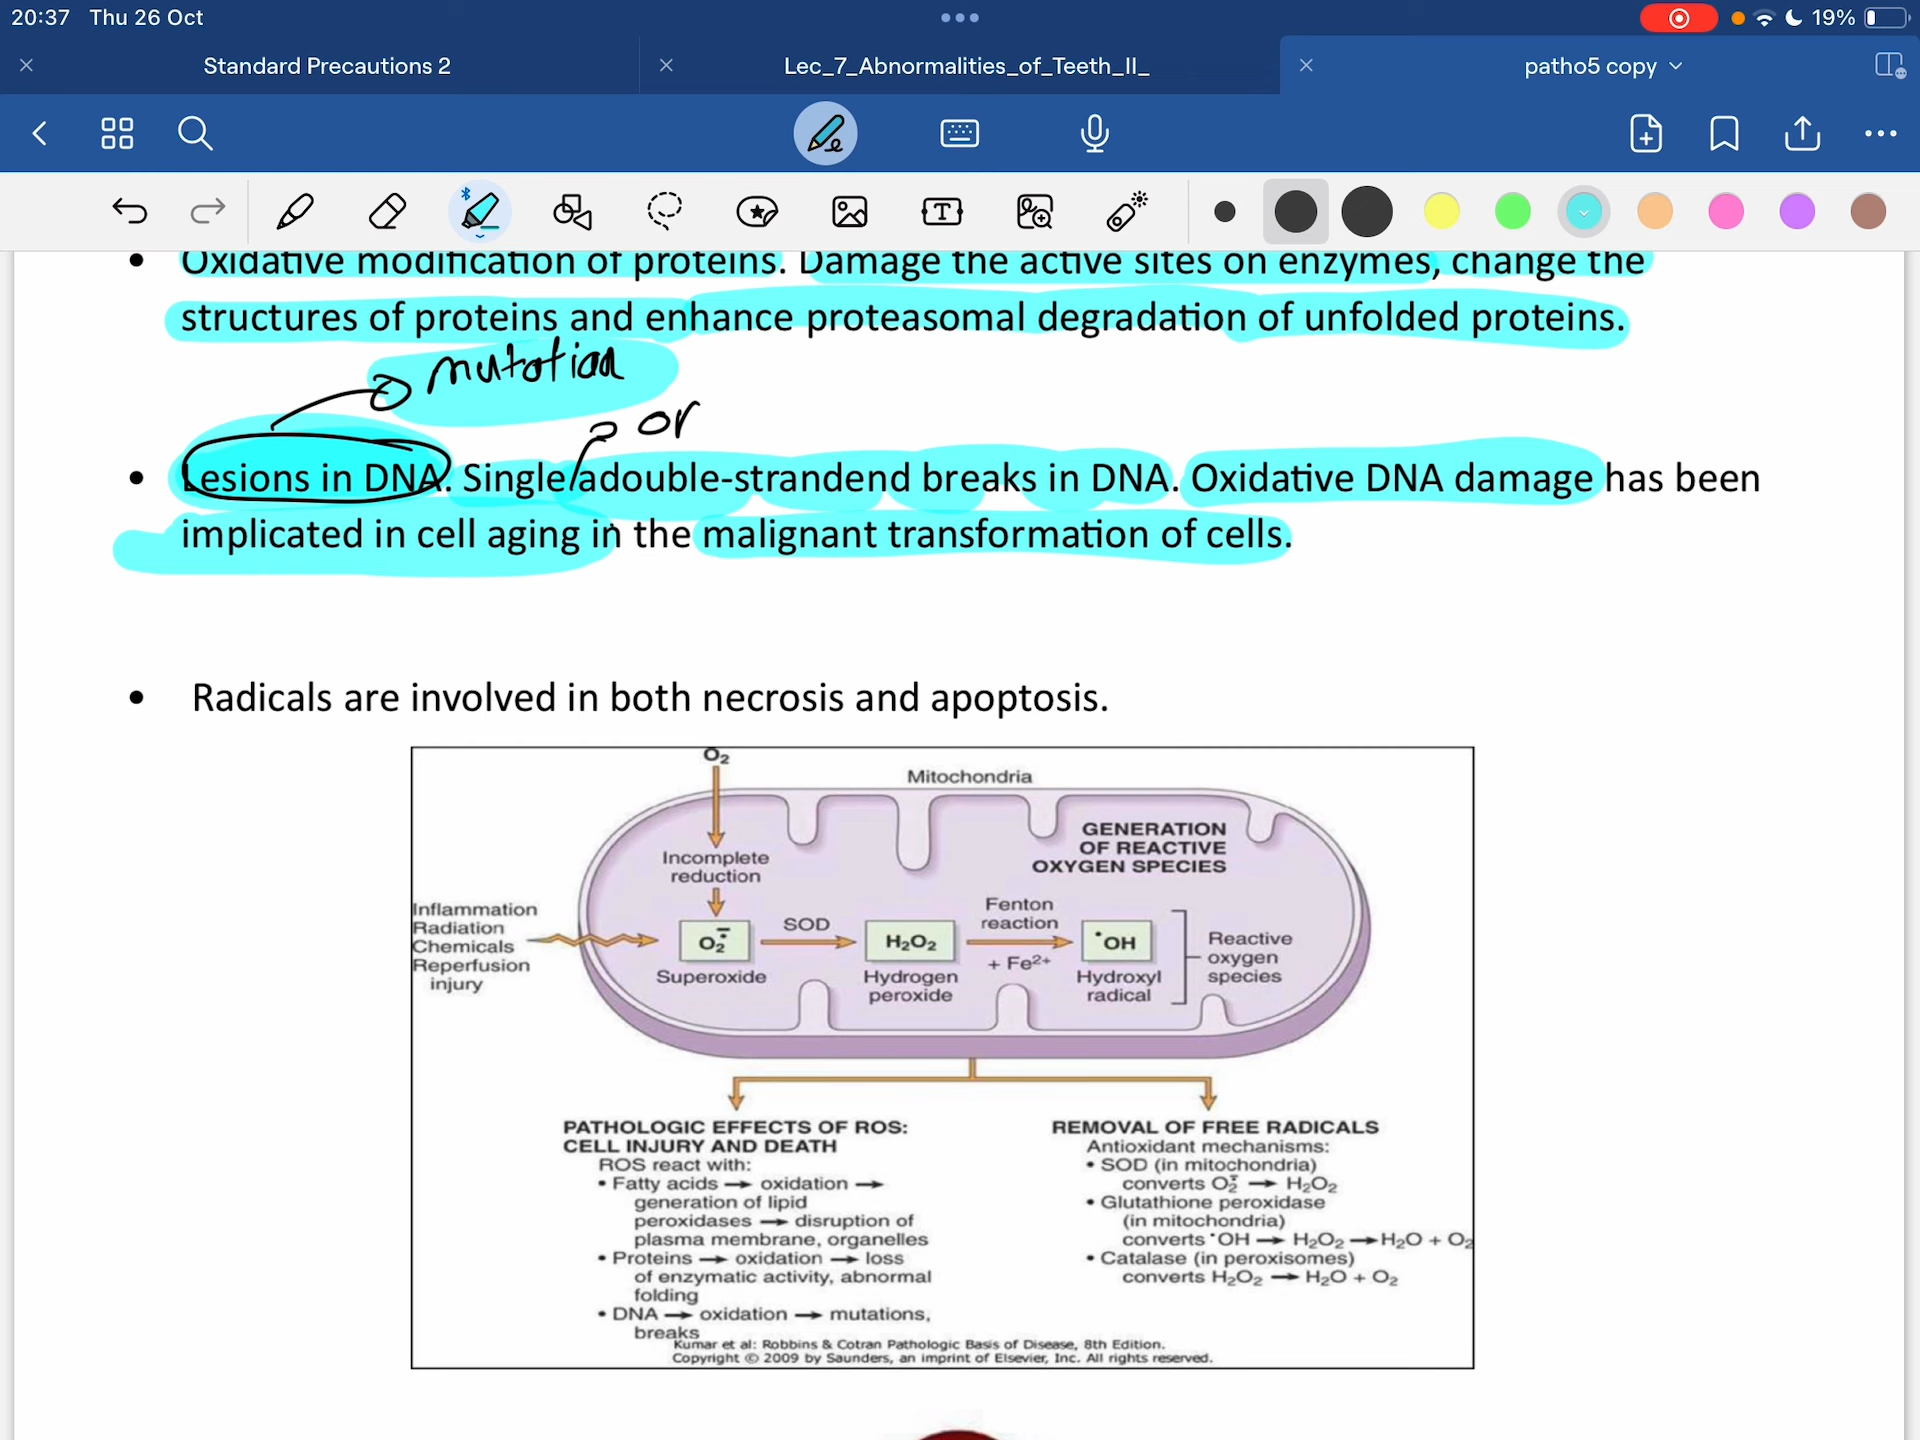 20:37 Thu 26 Oct
19%
Standard Precautions 2
Lec_7_Abnormalities_of_Teeth_II_
patho5 copy
• Oxidative modification of proteins. Damage the active sites on enzymes, change the
structures of proteins and enhance proteasomal degradation of unfolded proteins.
mutation
or
• Lesions in DNA. Single/adouble-strandend breaks in DNA. Oxidative DNA damage has been
implicated in cell aging in the malignant transformation of cells.
• Radicals are involved in both necrosis and apoptosis.
O₂
Mitochondria
GENERATION
OF REACTIVE
OXYGEN SPECIES
Incomplete
reduction
Inflammation
Radiation
Chemicals
Reperfusion
injury
O₂⁻
Superoxide
SOD
H₂O₂
Hydrogen
peroxide
Fenton
reaction
+ Fe²⁺
•OH
Hydroxyl
radical
Reactive
oxygen
species
PATHOLOGIC EFFECTS OF ROS:
CELL INJURY AND DEATH
ROS react with:
• Fatty acids → oxidation →
generation of lipid
peroxidases → disruption of
plasma membrane, organelles
• Proteins → oxidation → loss
of enzymatic activity, abnormal
folding
• DNA → oxidation → mutations,
breaks
REMOVAL OF FREE RADICALS
Antioxidant mechanisms:
• SOD (in mitochondria)
converts O₂⁻ → H₂O₂
• Glutathione peroxidase
(in mitochondria)
converts •OH → H₂O₂ → H₂O + O₂
• Catalase (in peroxisomes)
converts H₂O₂ → H₂O + O₂
Kumar et al: Robbins & Cotran Pathologic Basis of Disease, 8th Edition.
Copyright © 2009 by Saunders, an imprint of Elsevier, Inc. All rights reserved.